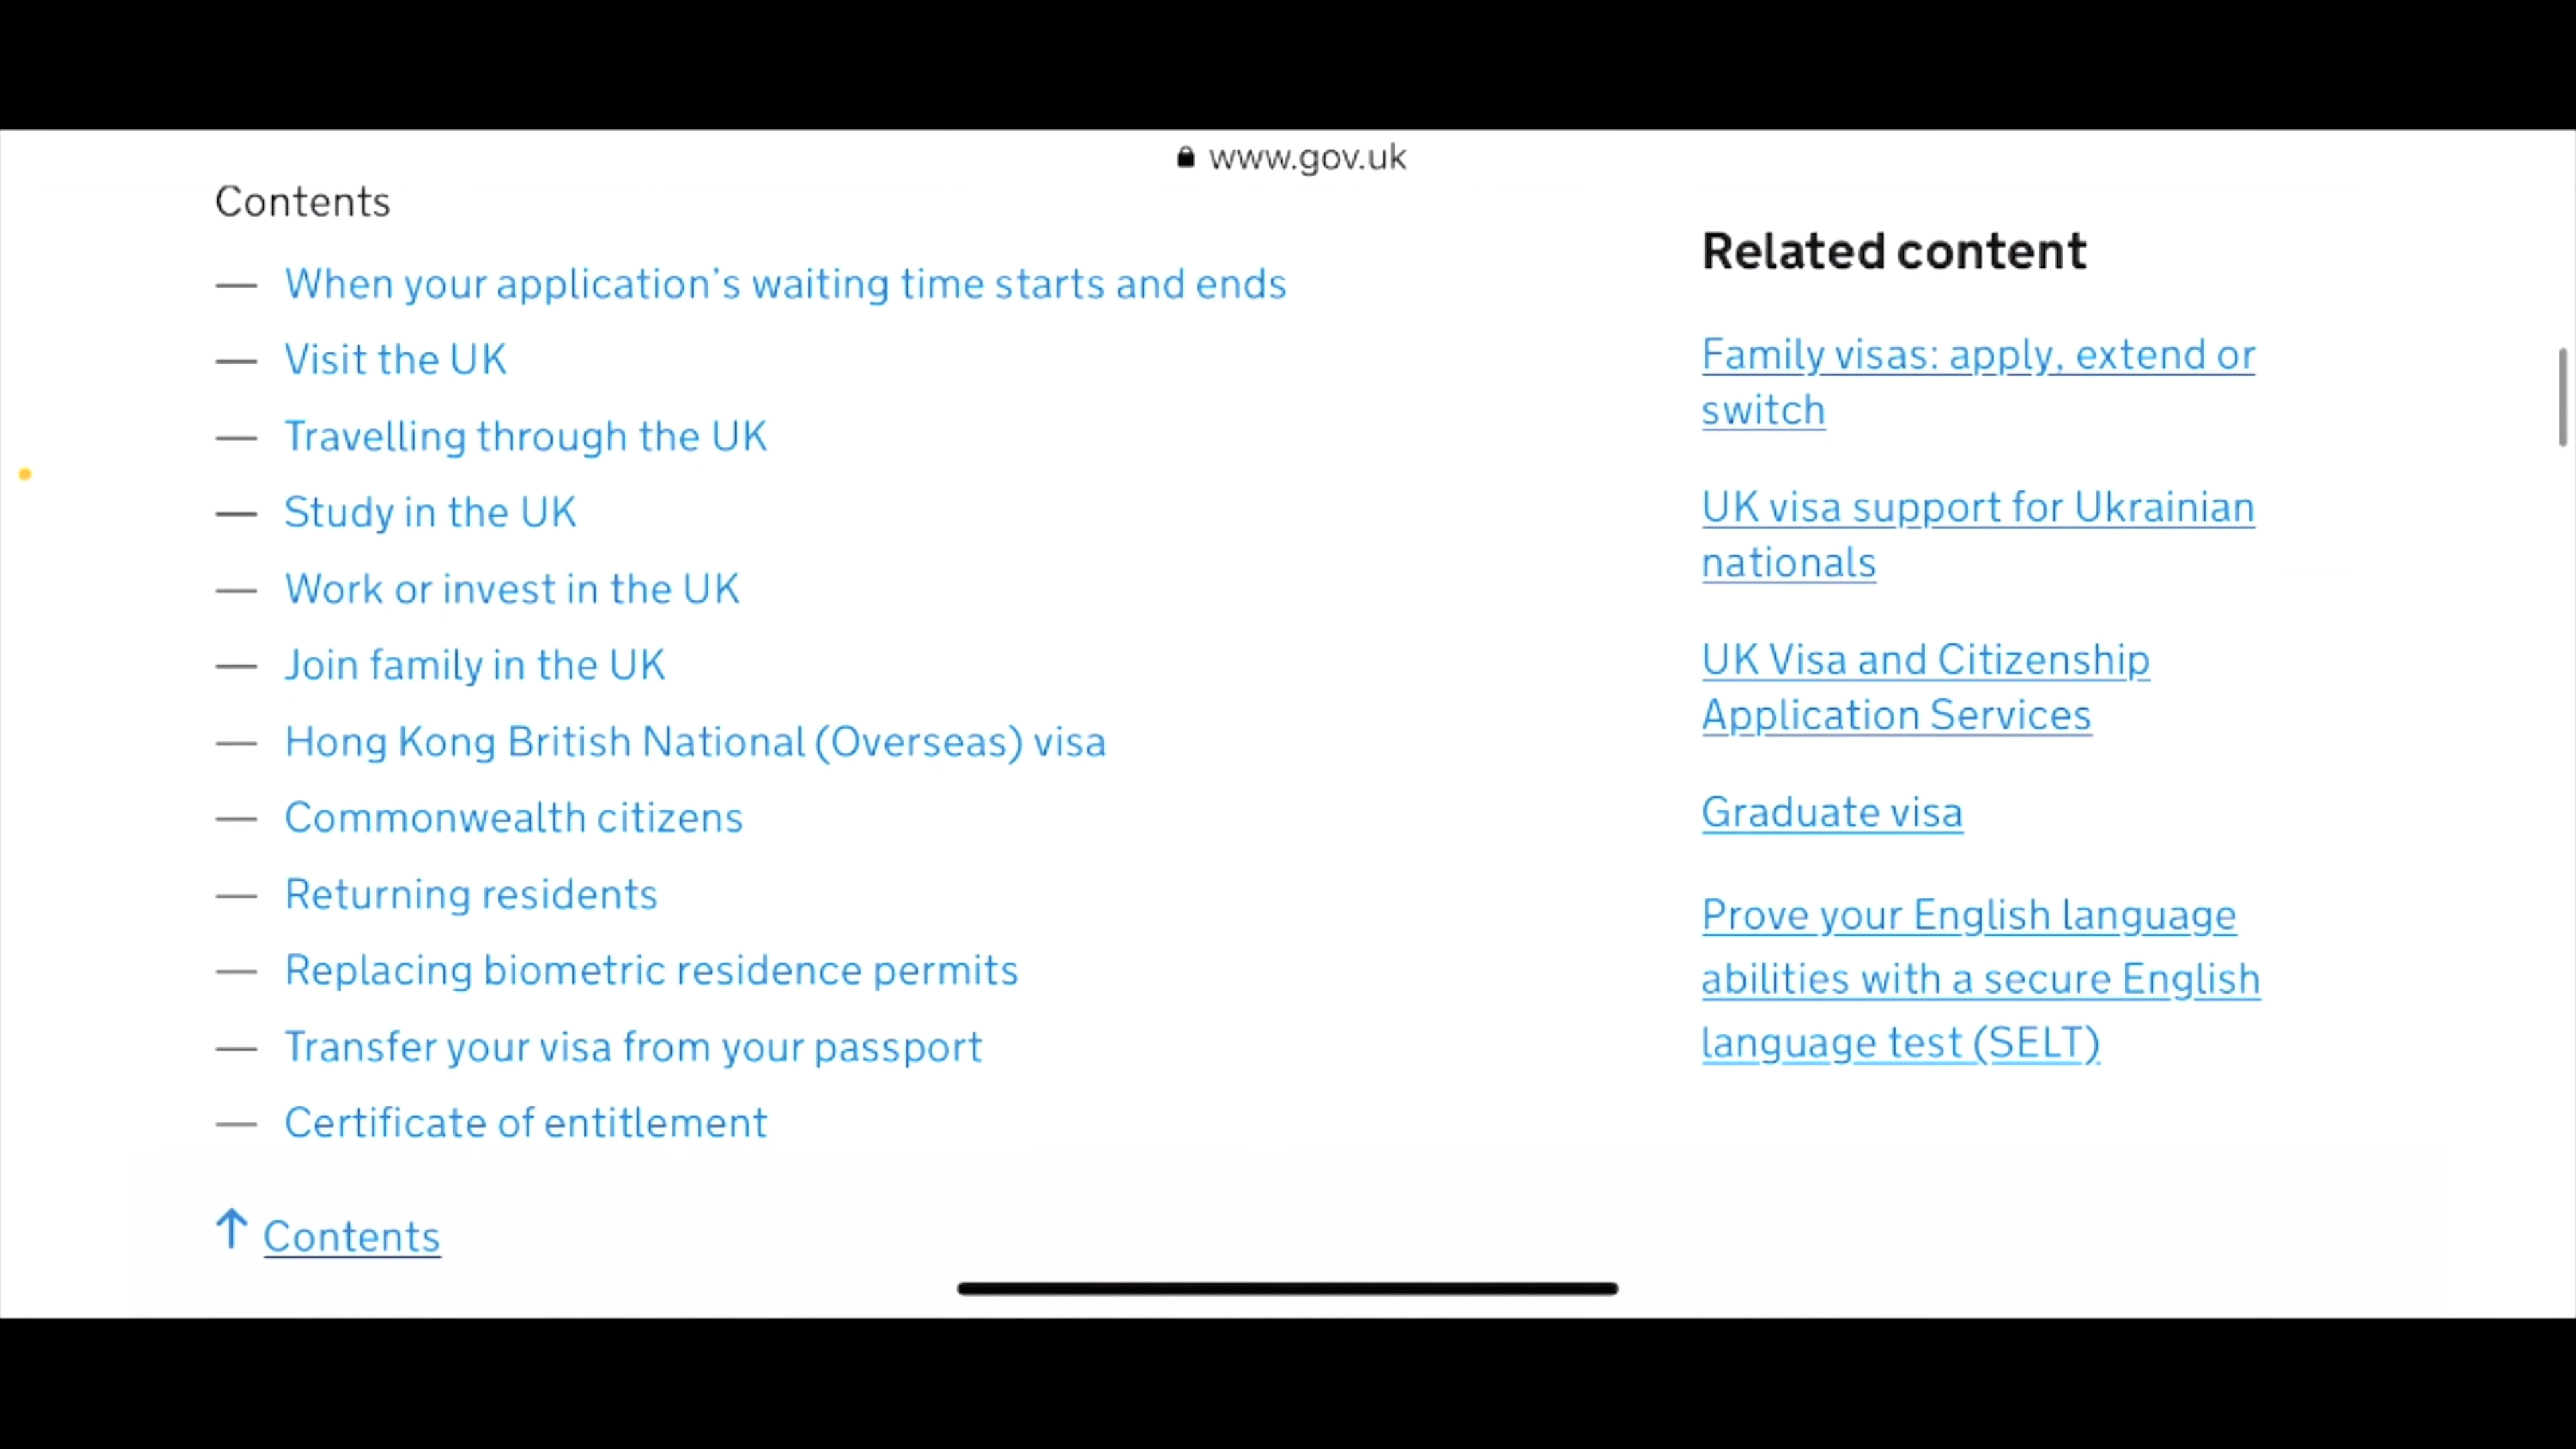 www.gov.uk
Contents
— When your application’s waiting time starts and ends
— Visit the UK
— Travelling through the UK
— Study in the UK
— Work or invest in the UK
— Join family in the UK
— Hong Kong British National (Overseas) visa
— Commonwealth citizens
— Returning residents
— Replacing biometric residence permits
— Transfer your visa from your passport
— Certificate of entitlement
↑ Contents
Related content
Family visas: apply, extend or
switch
UK visa support for Ukrainian
nationals
UK Visa and Citizenship
Application Services
Graduate visa
Prove your English language
abilities with a secure English
language test (SELT)